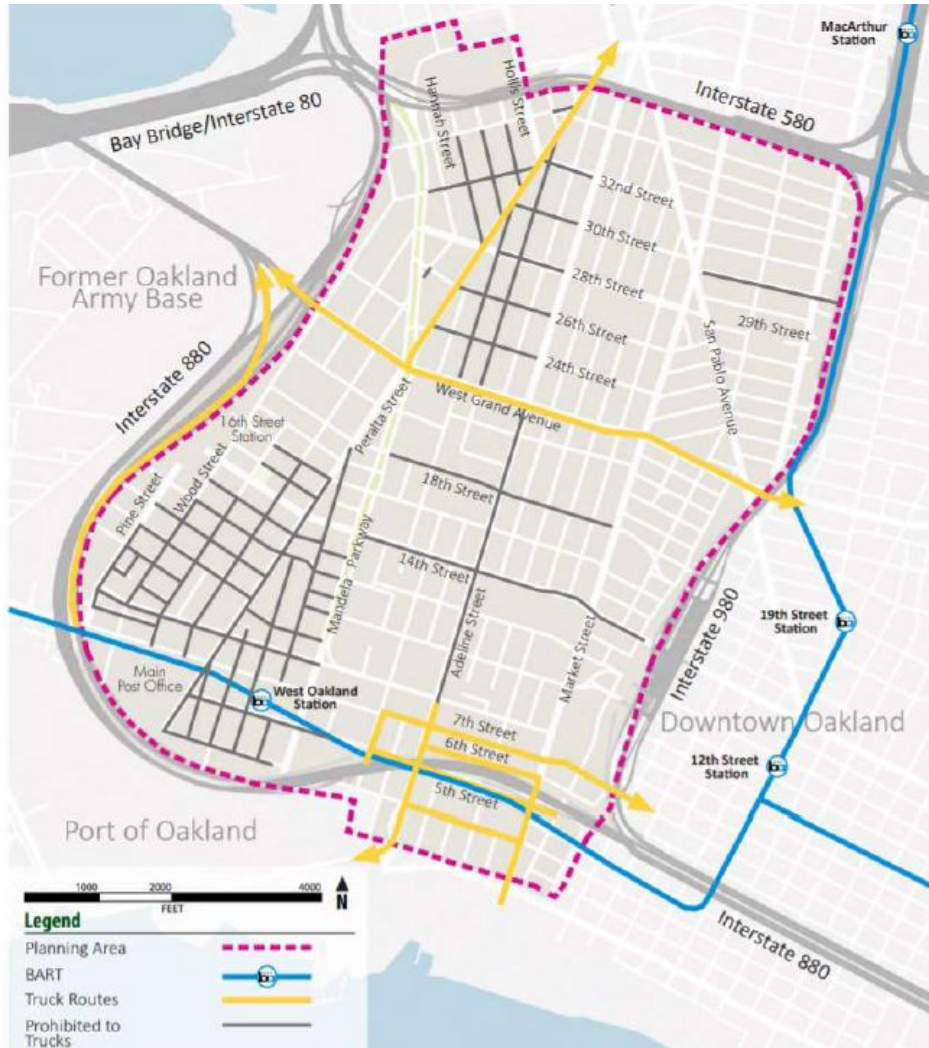 MacArthur
Station
Interstate 580
Bay Bridge/Interstate 80
Hannah Street
Hollis Street
32nd Street
30th Street
28th Street
26th Street
24th Street
29th Street
San Pablo Avenue
Former Oakland
Army Base
Interstate 880
West Grand Avenue
Peralta Street
16th Street
Station
Wood Street
Pine Street
18th Street
14th Street
Mandela Parkway
Adeline Street
Market Street
Interstate 980
19th Street
Station
Main
Post Office
West Oakland
Station
7th Street
6th Street
5th Street
Downtown Oakland
12th Street
Station
Port of Oakland
Interstate 880
1000 2000 4000
FEET
N
Legend
Planning Area
BART
Truck Routes
Prohibited to
Trucks